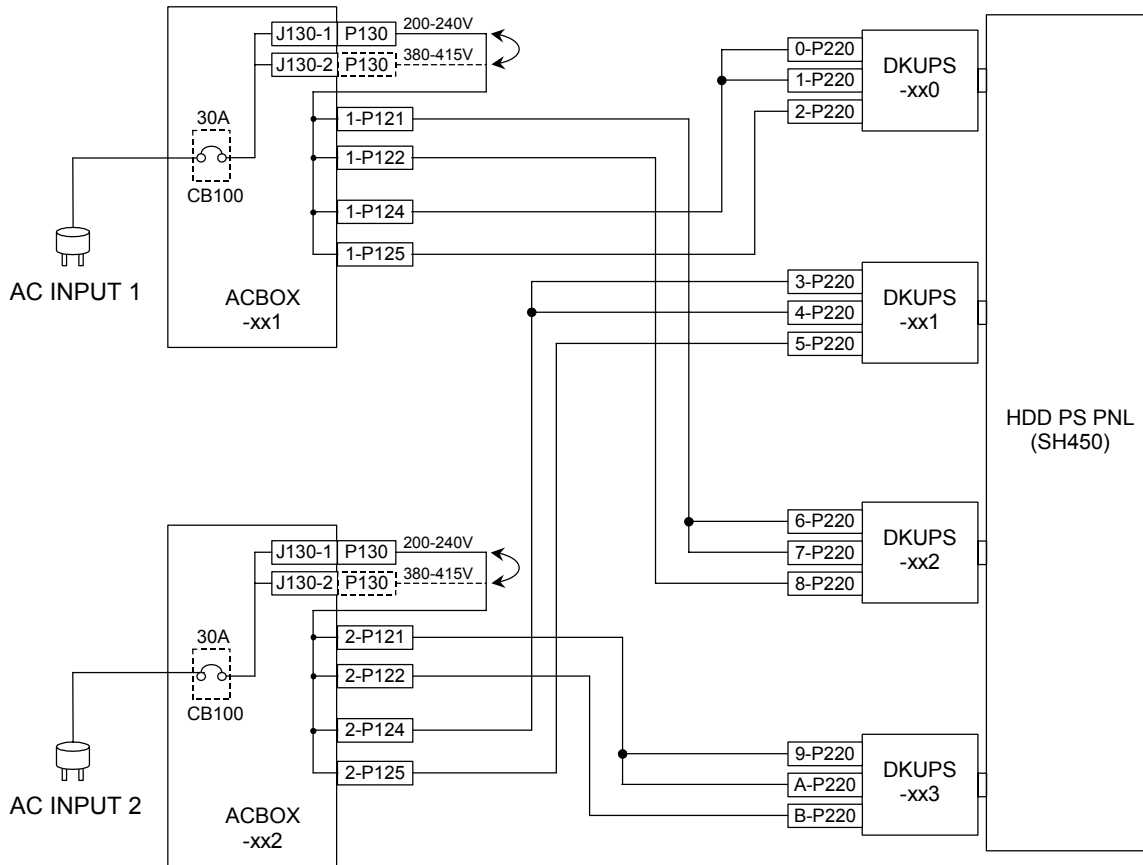 J130-1 P130 200-240V
J130-2 P130 380-415V
30A
CB100
1-P121
1-P122
1-P124
1-P125
AC INPUT 1
ACBOX
-xx1
J130-1 P130 200-240V
J130-2 P130 380-415V
30A
CB100
2-P121
2-P122
2-P124
2-P125
AC INPUT 2
ACBOX
-xx2
0-P220
1-P220
2-P220
DKUPS
-xx0
3-P220
4-P220
5-P220
DKUPS
-xx1
6-P220
7-P220
8-P220
DKUPS
-xx2
9-P220
A-P220
B-P220
DKUPS
-xx3
HDD PS PNL
(SH450)